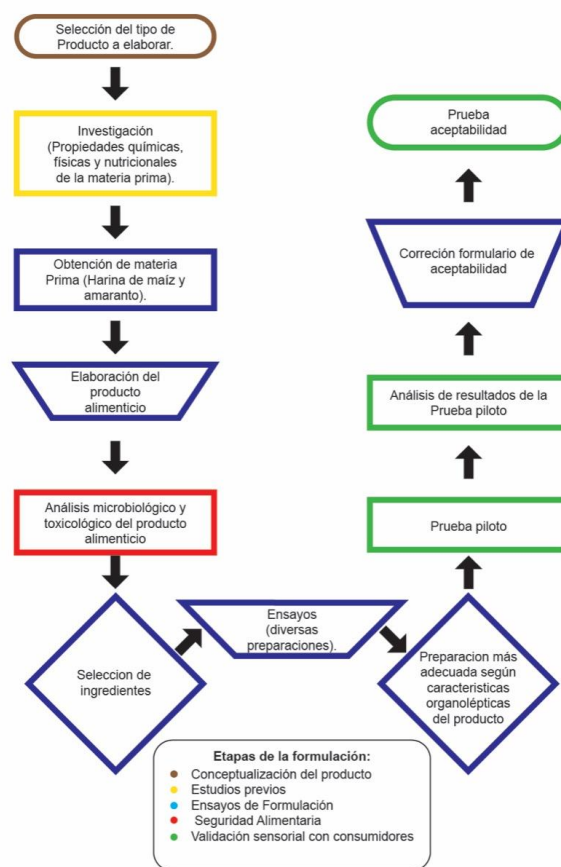 Selección del tipo de
Producto a elaborar.
Investigación
(Propiedades químicas,
físicas y nutricionales
de la materia prima).
Obtención de materia
Prima (Harina de maíz y
amaranto).
Elaboración del
producto
alimenticio
Análisis microbiológico y
toxicológico del producto
alimenticio
Seleccion de
ingredientes
Ensayos
(diversas
preparaciones).
Preparacion más
adecuada según
caracteristicas
organolépticas
del producto
Prueba piloto
Análisis de resultados de la
Prueba piloto
Correción formulario de
aceptabilidad
Prueba
aceptabilidad
Etapas de la formulación:
Conceptualización del producto
Estudios previos
Ensayos de Formulación
Seguridad Alimentaria
Validación sensorial con consumidores